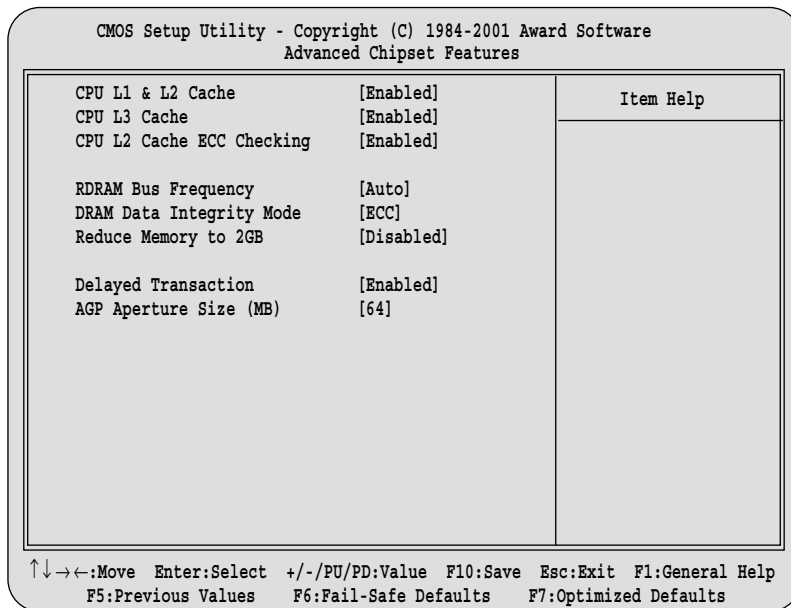 CMOS Setup Utility - Copyright (C) 1984-2001 Award Software
Advanced Chipset Features
CPU L1 & L2 Cache [Enabled]
CPU L3 Cache [Enabled]
CPU L2 Cache ECC Checking [Enabled]
RDRAM Bus Frequency [Auto]
DRAM Data Integrity Mode [ECC]
Reduce Memory to 2GB [Disabled]
Delayed Transaction [Enabled]
AGP Aperture Size (MB) [64]
Item Help
↑↓→←:Move Enter:Select +/-/PU/PD:Value F10:Save Esc:Exit F1:General Help
F5:Previous Values F6:Fail-Safe Defaults F7:Optimized Defaults